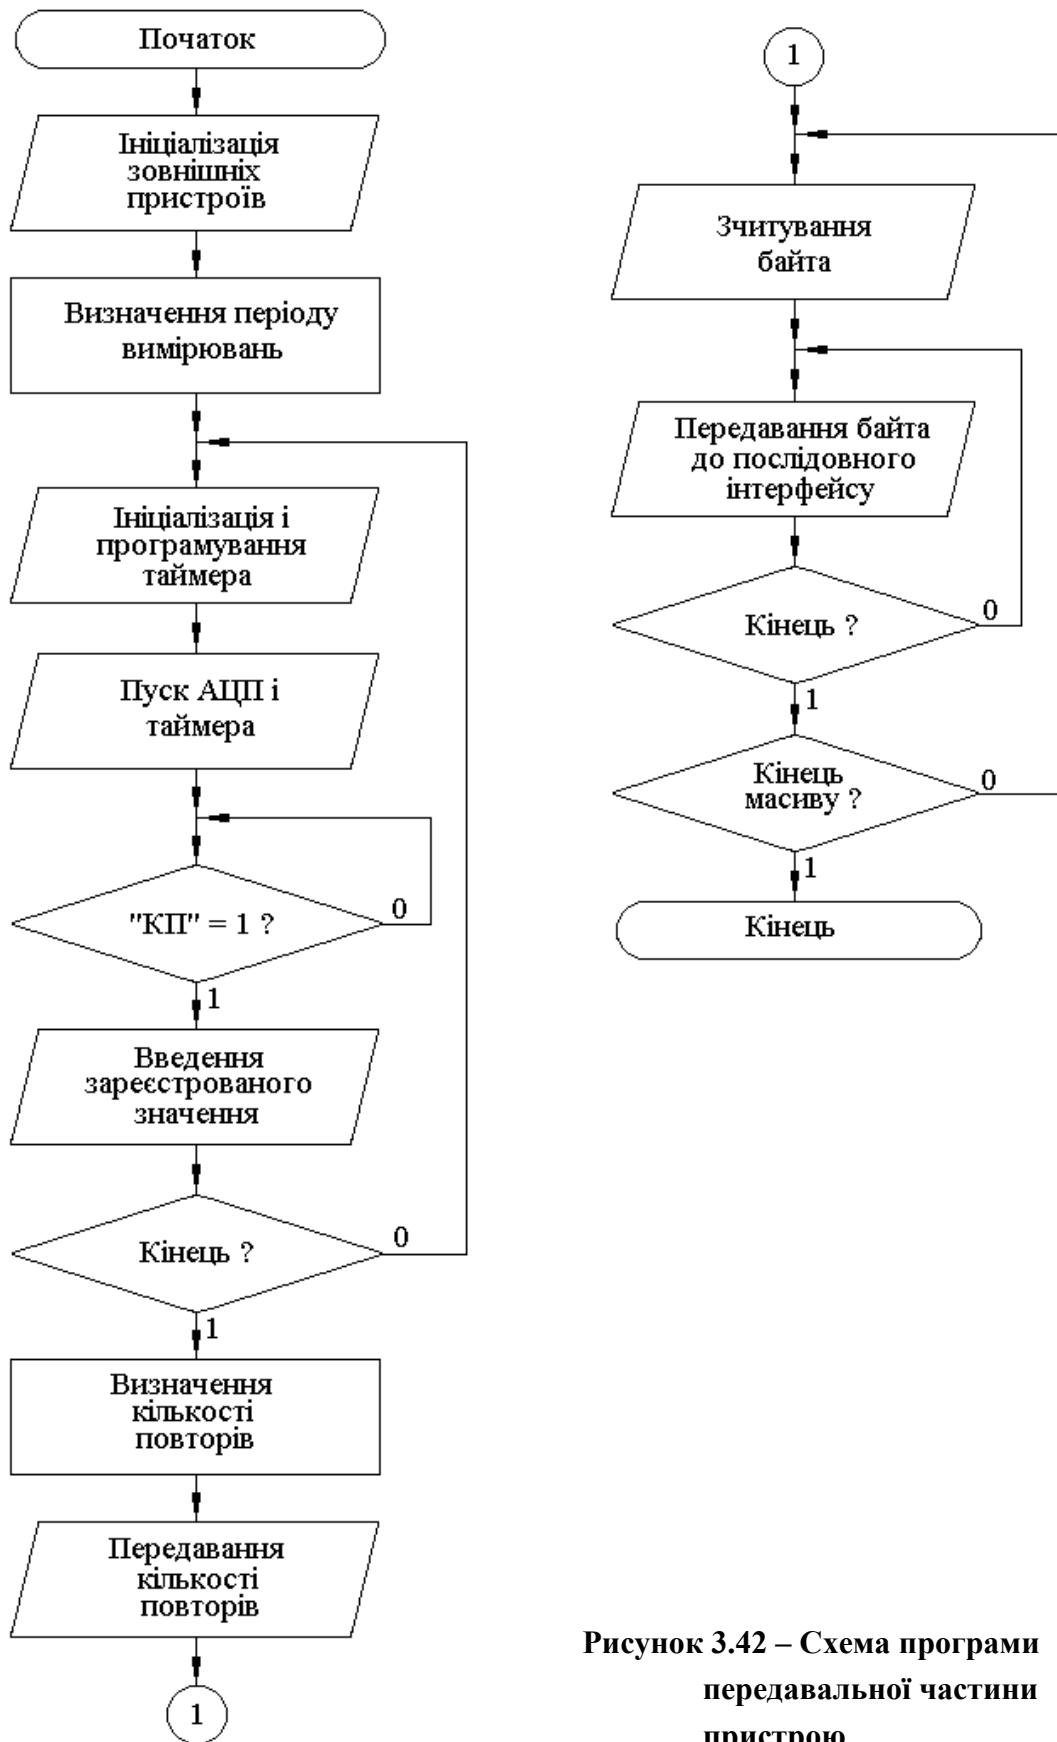 Початок
Ініціалізація
зовнішніх
пристроїв
Визначення періоду
вимірювань
Ініціалізація і
програмування
таймера
Пуск АЦП і
таймера
"КП" = 1 ?
0
1
Введення
зареєстрованого
значення
Кінець ?
0
1
Визначення
кількості
повторів
Передавання
кількості
повторів
1
1
Зчитування
байта
Передавання байта
до послідовного
інтерфейсу
Кінець ?
0
1
Кінець
масиву ?
0
1
Кінець
Рисунок 3.42 – Схема програми
передавальної частини
пристрою